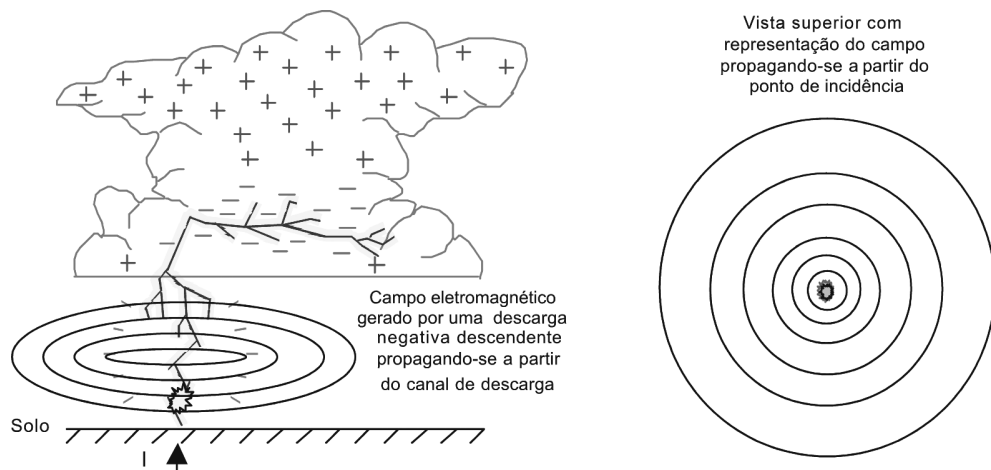 Campo eletromagnético
gerado por uma descarga
negativa descendente
propagando-se a partir
do canal de descarga
Solo
I
Vista superior com
representação do campo
propagando-se a partir do
ponto de incidência